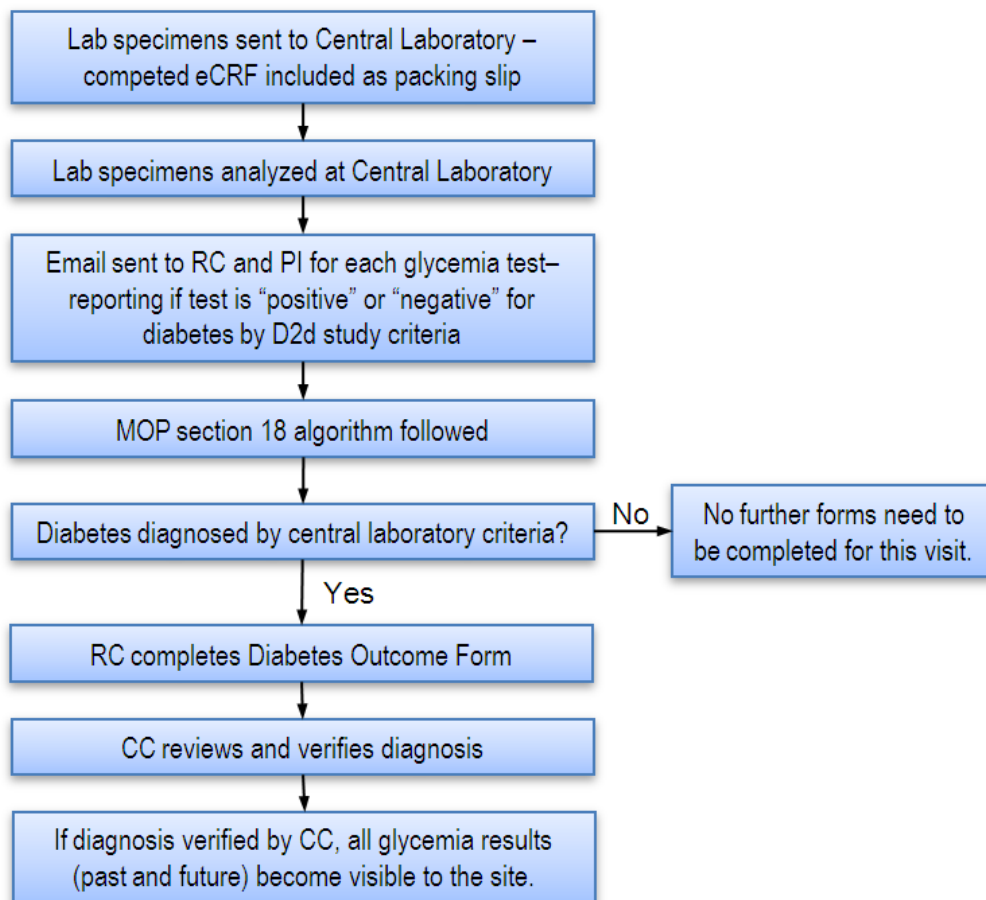 Lab specimens sent to Central Laboratory –
competed eCRF included as packing slip
Lab specimens analyzed at Central Laboratory
Email sent to RC and PI for each glycemia test–
reporting if test is “positive” or “negative” for
diabetes by D2d study criteria
MOP section 18 algorithm followed
Diabetes diagnosed by central laboratory criteria?
No
No further forms need to
be completed for this visit.
Yes
RC completes Diabetes Outcome Form
CC reviews and verifies diagnosis
If diagnosis verified by CC, all glycemia results
(past and future) become visible to the site.